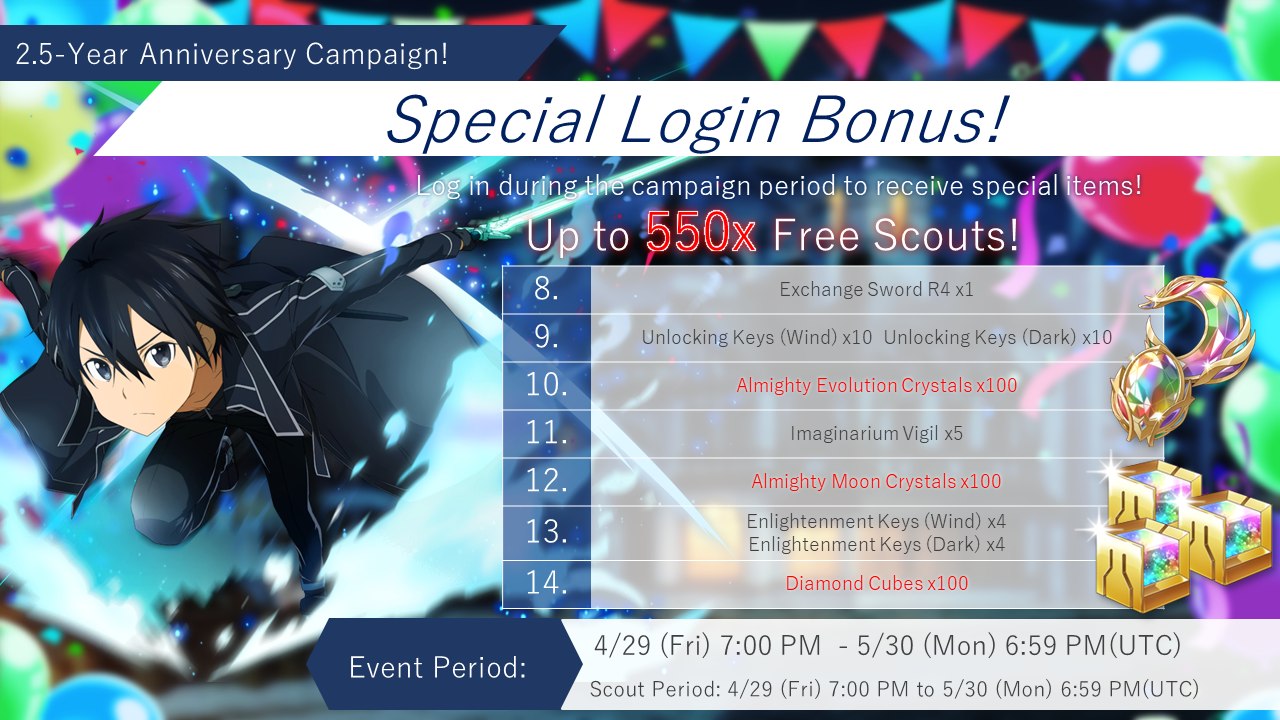 2.5-Year Anniversary Campaign!
Special Login Bonus!
Log in during the campaign period to receive special items!
Up to 550x Free Scouts!
8. Exchange Sword R4 x1
9. Unlocking Keys (Wind) x10 Unlocking Keys (Dark) x10
10. Almighty Evolution Crystals x100
11. Imaginarium Vigil x5
12. Almighty Moon Crystals x100
13. Enlightenment Keys (Wind) x4
Enlightenment Keys (Dark) x4
14. Diamond Cubes x100
Event Period:
4/29 (Fri) 7:00 PM - 5/30 (Mon) 6:59 PM(UTC)
Scout Period: 4/29 (Fri) 7:00 PM to 5/30 (Mon) 6:59 PM(UTC)